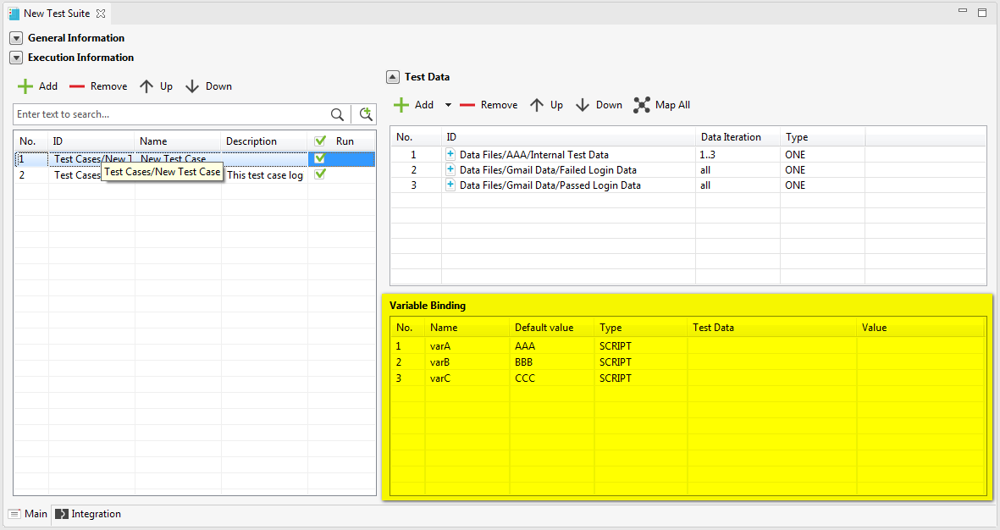 New Test Suite
General Information
Execution Information
Add Remove Up Down
Enter text to search...
No. ID Name Description Run
1 Test Cases/New T New Test Case
2 Test Cases This test case log
Test Cases/New Test Case
Test Data
Add Remove Up Down Map All
No. ID Data Iteration Type
1 Data Files/AAA/Internal Test Data 1..3 ONE
2 Data Files/Gmail Data/Failed Login Data all ONE
3 Data Files/Gmail Data/Passed Login Data all ONE
Variable Binding
No. Name Default value Type Test Data Value
1 varA AAA SCRIPT
2 varB BBB SCRIPT
3 varC CCC SCRIPT
Main Integration